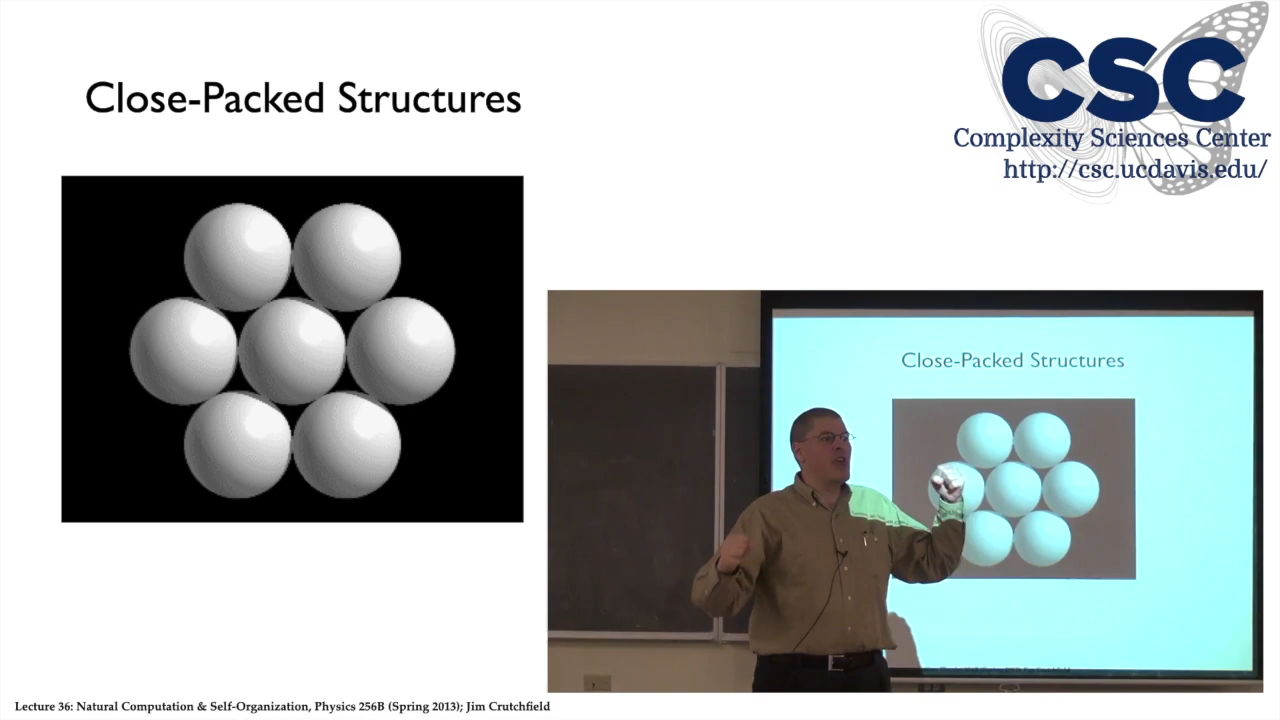 Close-Packed Structures
CSC
Complexity Sciences Center
http://csc.ucdavis.edu/
Close-Packed Structures
Lecture 36: Natural Computation & Self-Organization, Physics 256B (Spring 2013); Jim Crutchfield